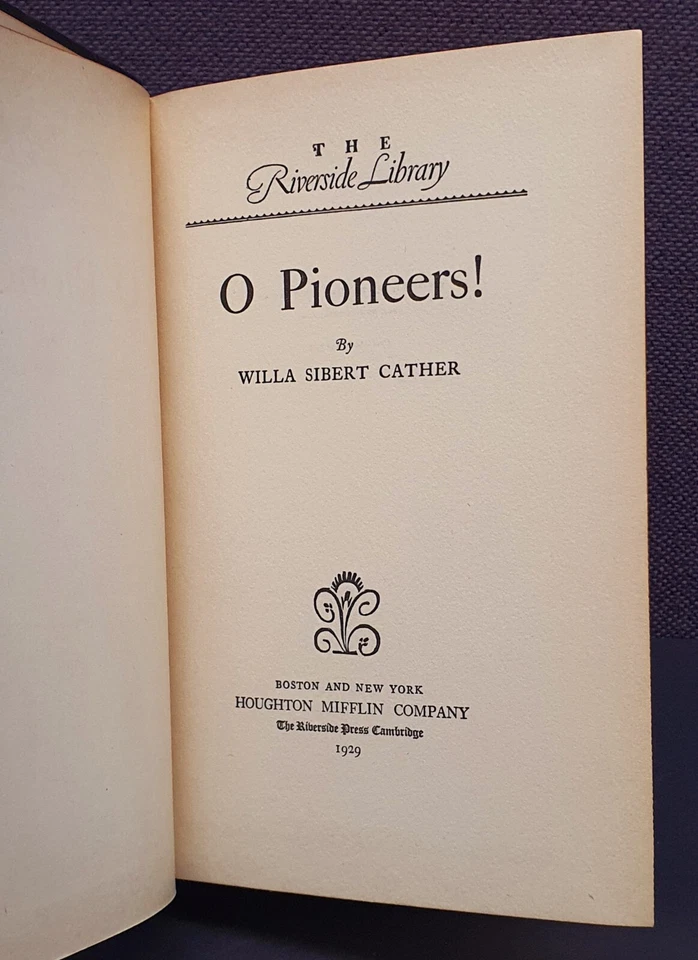 THE
Riverside Library
O Pioneers!
By
WILLA SIBERT CATHER
BOSTON AND NEW YORK
HOUGHTON MIFFLIN COMPANY
The Riverside Press Cambridge
1929